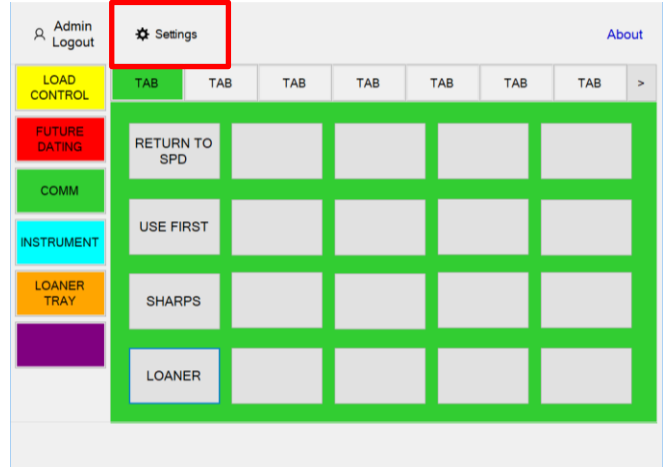 Admin
Logout
Settings
About
LOAD
CONTROL
TAB
TAB
TAB
TAB
TAB
TAB
TAB
>
FUTURE
DATING
COMM
INSTRUMENT
LOANER
TRAY
RETURN TO
SPD
USE FIRST
SHARPS
LOANER